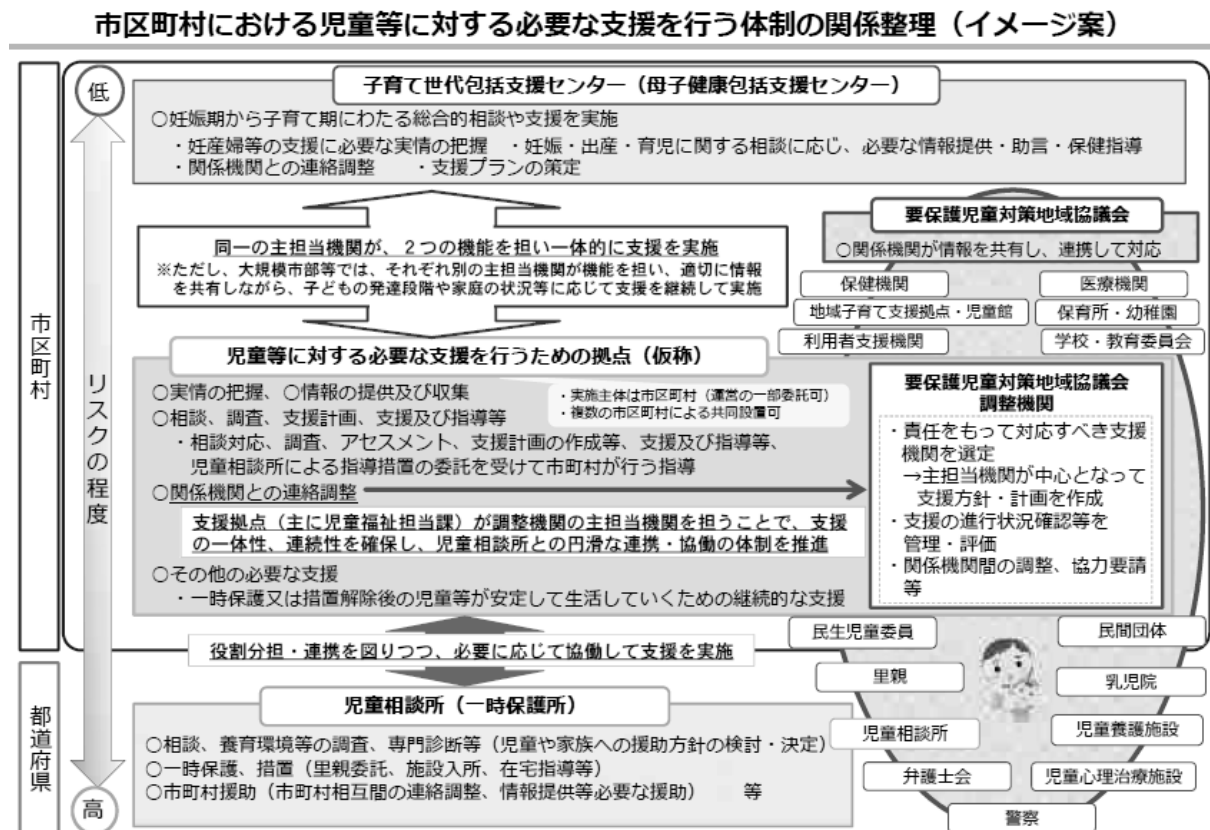 市区町村における児童等に対する必要な支援を行う体制の関係整理（イメージ案）
市区町村
都道府県
低
リスクの程度
高
子育て世代包括支援センター（母子健康包括支援センター）
○妊娠期から子育て期にわたる総合的相談や支援を実施
・妊産婦等の支援に必要な実情の把握　・妊娠・出産・育児に関する相談に応じ、必要な情報提供・助言・保健指導
・関係機関との連絡調整　・支援プランの策定
同一の主担当機関が、２つの機能を担い一体的に支援を実施
※ただし、大規模市部等では、それぞれ別の主担当機関が機能を担い、適切に情報
を共有しながら、子どもの発達段階や家庭の状況等に応じて支援を継続して実施
児童等に対する必要な支援を行うための拠点（仮称）
○実情の把握、○情報の提供及び収集
○相談、調査、支援計画、支援及び指導等
・相談対応、調査、アセスメント、支援計画の作成等、支援及び指導等、
児童相談所による指導措置の委託を受けて市町村が行う指導
○関係機関との連絡調整
・実施主体は市区町村（運営の一部委託可）
・複数の市区町村による共同設置可
支援拠点（主に児童福祉担当課）が調整機関の主担当機関を担うことで、支援
の一体性、連続性を確保し、児童相談所との円滑な連携・協働の体制を推進
○その他の必要な支援
・一時保護又は措置解除後の児童等が安定して生活していくための継続的な支援
役割分担・連携を図りつつ、必要に応じて協働して支援を実施
児童相談所（一時保護所）
○相談、養育環境等の調査、専門診断等（児童や家族への援助方針の検討・決定）
○一時保護、措置（里親委託、施設入所、在宅指導等）
○市町村援助（市町村相互間の連絡調整、情報提供等必要な援助）　等
要保護児童対策地域協議会
○関係機関が情報を共有し、連携して対応
保健機関
医療機関
地域子育て支援拠点・児童館
保育所・幼稚園
利用者支援機関
学校・教育委員会
要保護児童対策地域協議会
調整機関
・責任をもって対応すべき支援
機関を選定
→主担当機関が中心となって
支援方針・計画を作成
・支援の進行状況確認等を
管理・評価
・関係機関間の調整、協力要請
等
民生児童委員
民間団体
里親
乳児院
児童相談所
児童養護施設
弁護士会
児童心理治療施設
警察